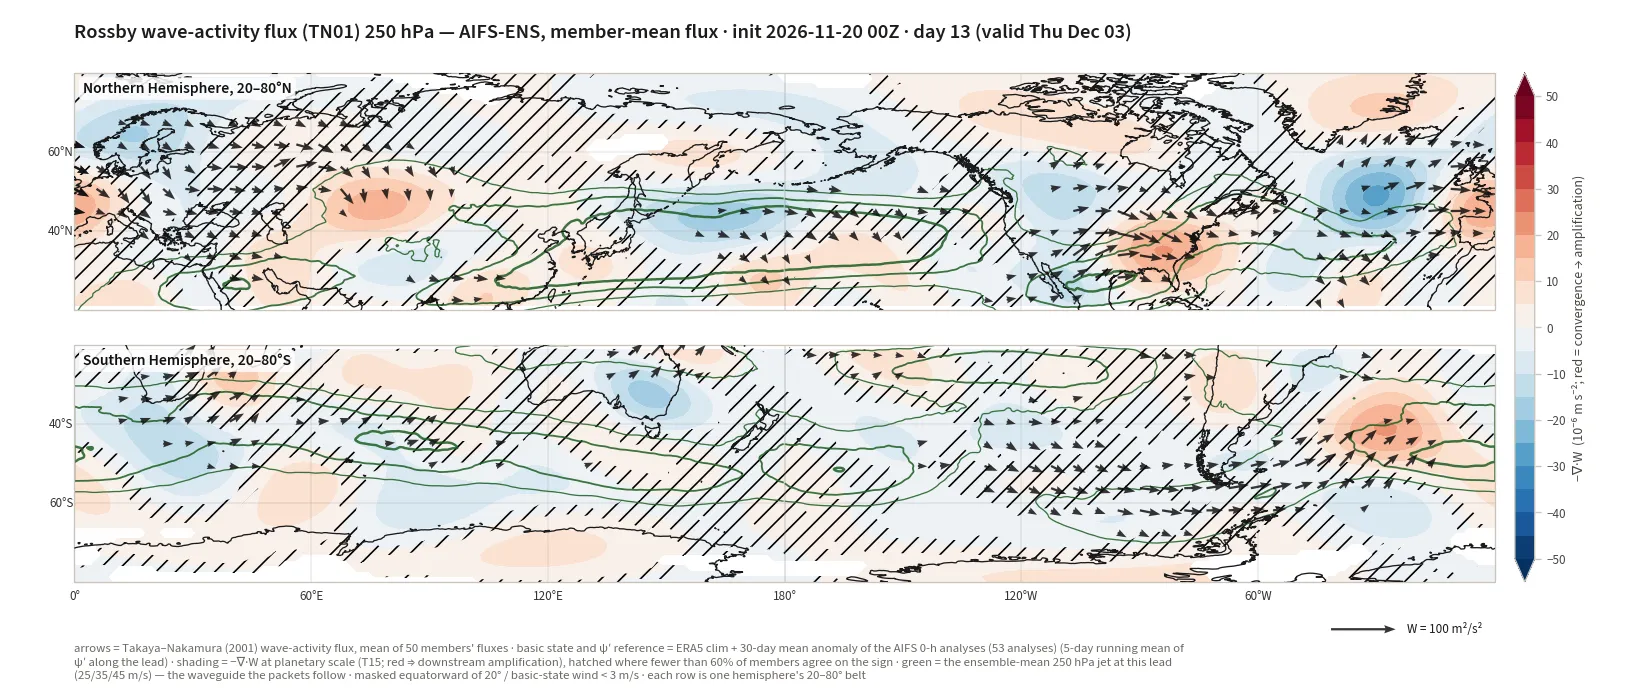 Rossby wave-activity flux (TN01) 250 hPa — AIFS-ENS, member-mean flux · init 2026-11-20 00Z · day 13 (valid Thu Dec 03)
Northern Hemisphere, 20–80°N
60°N
40°N
Southern Hemisphere, 20–80°S
40°S
60°S
0°
60°E
120°E
180°
120°W
60°W
50
40
30
20
10
0
−10
−20
−30
−40
−50
−∇·W (10⁻⁶ m s⁻²; red = convergence → amplification)
W = 100 m²/s²
arrows = Takaya–Nakamura (2001) wave-activity flux, mean of 50 members' fluxes · basic state and ψ' reference = ERA5 clim + 30-day mean anomaly of the AIFS 0-h analyses (53 analyses) (5-day running mean of
ψ' along the lead) · shading = −∇·W at planetary scale (T15; red ⇒ downstream amplification), hatched where fewer than 60% of members agree on the sign · green = the ensemble-mean 250 hPa jet at this lead
(25/35/45 m/s) — the waveguide the packets follow · masked equatorward of 20° / basic-state wind < 3 m/s · each row is one hemisphere's 20–80° belt